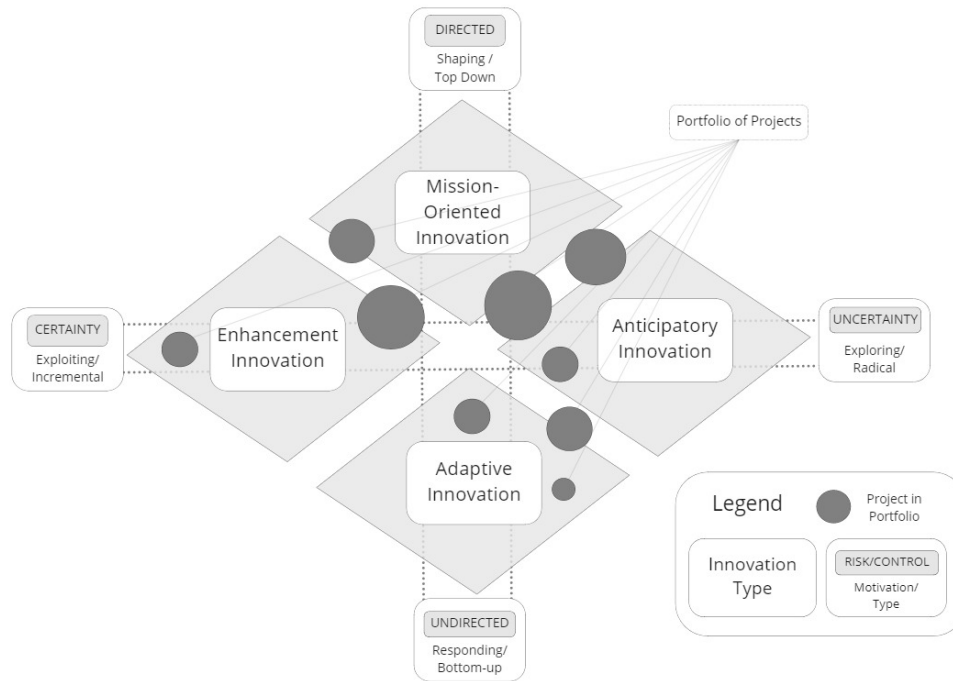 DIRECTED
Shaping /
Top Down
Portfolio of Projects
Mission-
Oriented
Innovation
CERTAINTY
Exploiting/
Incremental
Enhancement
Innovation
Anticipatory
Innovation
UNCERTAINTY
Exploring/
Radical
Adaptive
Innovation
UNDIRECTED
Responding/
Bottom-up
Legend
Project in
Portfolio
Innovation
Type
RISK/CONTROL
Motivation/
Type